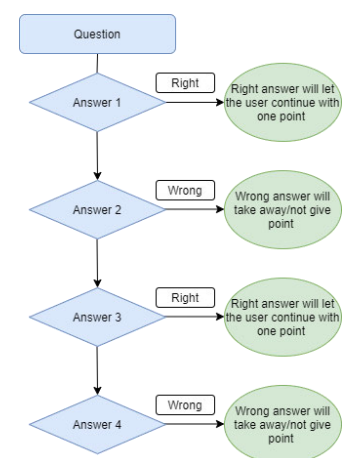 Question
Right
Answer 1
Right answer will let
the user continue with
one point
Wrong
Answer 2
Wrong answer will
take away/not give
point
Right
Answer 3
Right answer will let
the user continue with
one point
Wrong
Answer 4
Wrong answer will
take away/not give
point